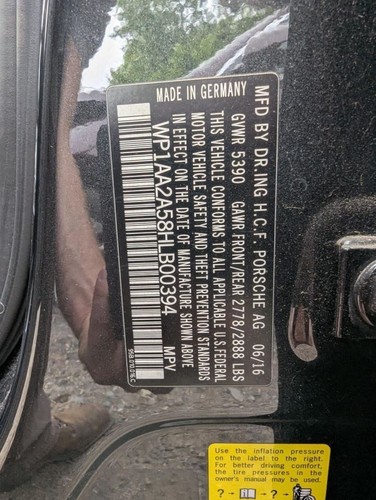 MFD BY DR.ING H.C.F. PORSCHE AG 06/16
GVWR 5390 GAWR FRONT/REAR 2778/2888 LBS
THIS VEHICLE CONFORMS TO ALL APPLICABLE U.S. FEDERAL
MOTOR VEHICLE SAFETY AND THEFT PREVENTION STANDARDS
IN EFFECT ON THE DATE OF MANUFACTURE SHOWN ABOVE
WP1AA2A58HLB00394 MPV
MADE IN GERMANY
95B.010.016.C
Use the inflation pressure
on the label to the right.
For better driving comfort,
the tire pressures in the
owner's manual may be used.
? → i → ?